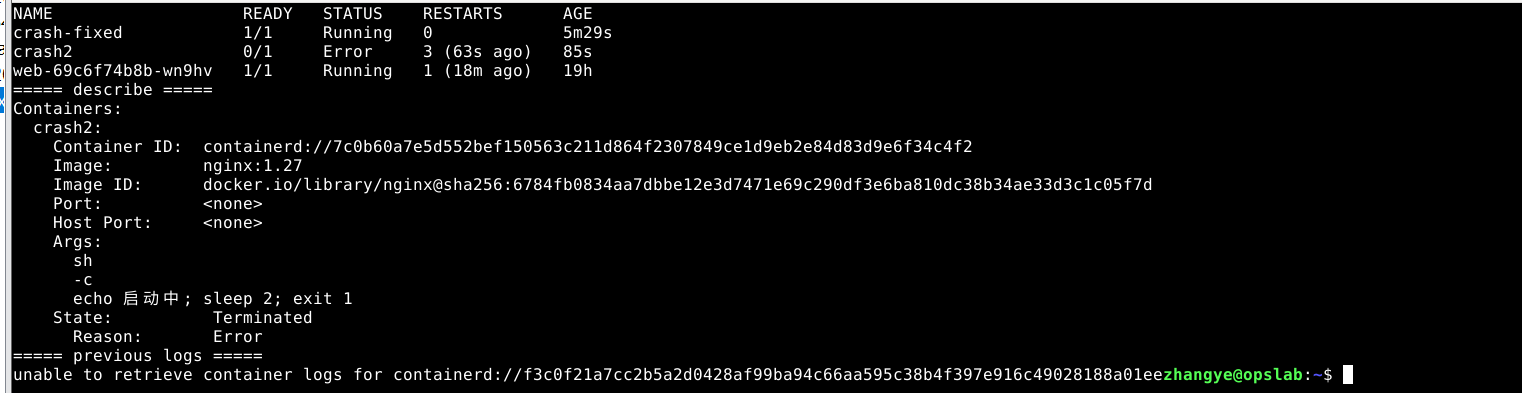 NAME READY STATUS RESTARTS AGE
crash-fixed 1/1 Running 0 5m29s
crash2 0/1 Error 3 (63s ago) 85s
web-69c6f74b8b-wn9hv 1/1 Running 1 (18m ago) 19h
===== describe =====
Containers:
crash2:
Container ID: containerd://7c0b60a7e5d552bef150563c211d864f2307849ce1d9eb2e84d83d9e6f34c4f2
Image: nginx:1.27
Image ID: docker.io/library/nginx@sha256:6784fb0834aa7dbbe12e3d7471e69c290df3e6ba810dc38b34ae33d3c1c05f7d
Port: <none>
Host Port: <none>
Args:
sh
-c
echo 启动中; sleep 2; exit 1
State: Terminated
Reason: Error
===== previous logs =====
unable to retrieve container logs for containerd://f3c0f21a7cc2b5a2d0428af99ba94c66aa595c38b4f397e916c49028188a01eezhangye@opslab:~$